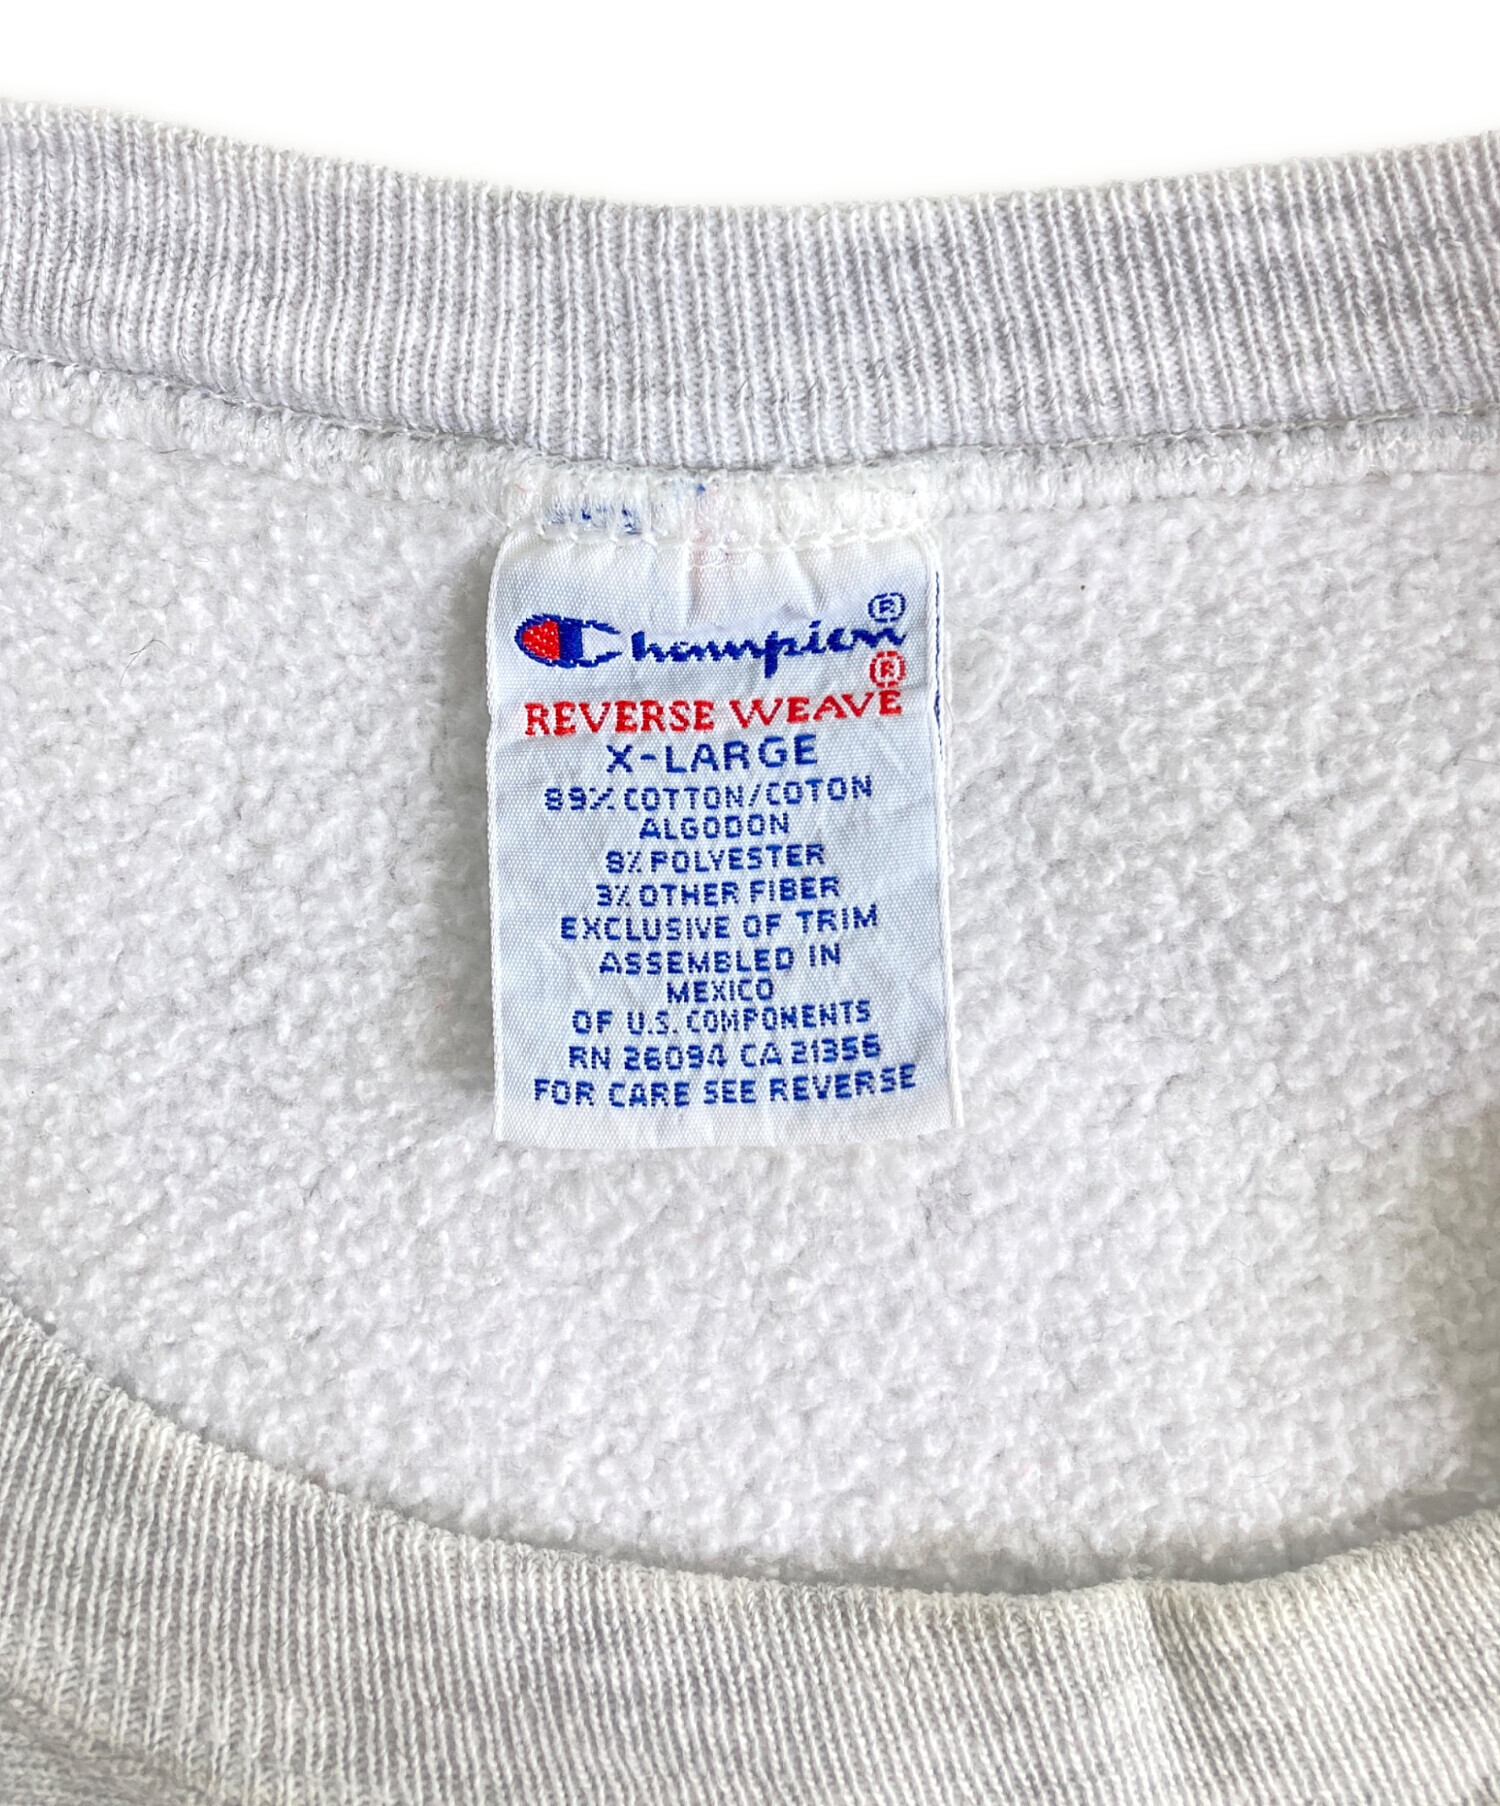 Champion®
REVERSE WEAVE®
X-LARGE
89% COTTON/COTON
ALGODON
8% POLYESTER
3% OTHER FIBER
EXCLUSIVE OF TRIM
ASSEMBLED IN
MEXICO
OF U.S. COMPONENTS
RN 26094 CA 21356
FOR CARE SEE REVERSE